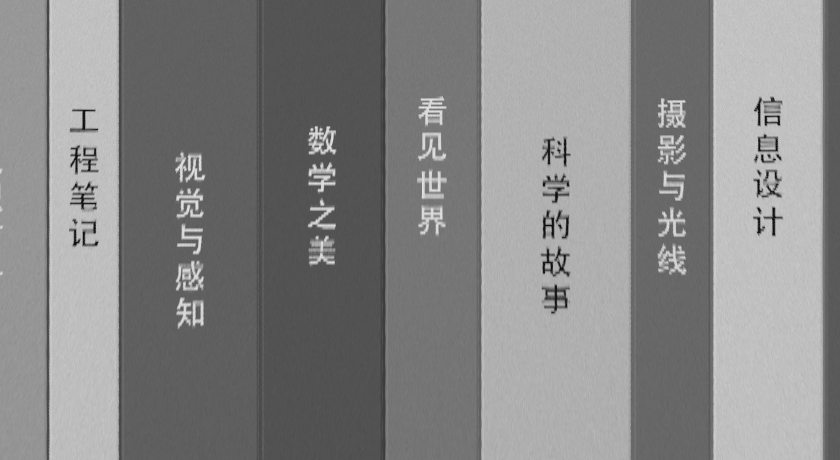 工程笔记
视觉与感知
数学之美
看见世界
科学的故事
摄影与光线
信息设计